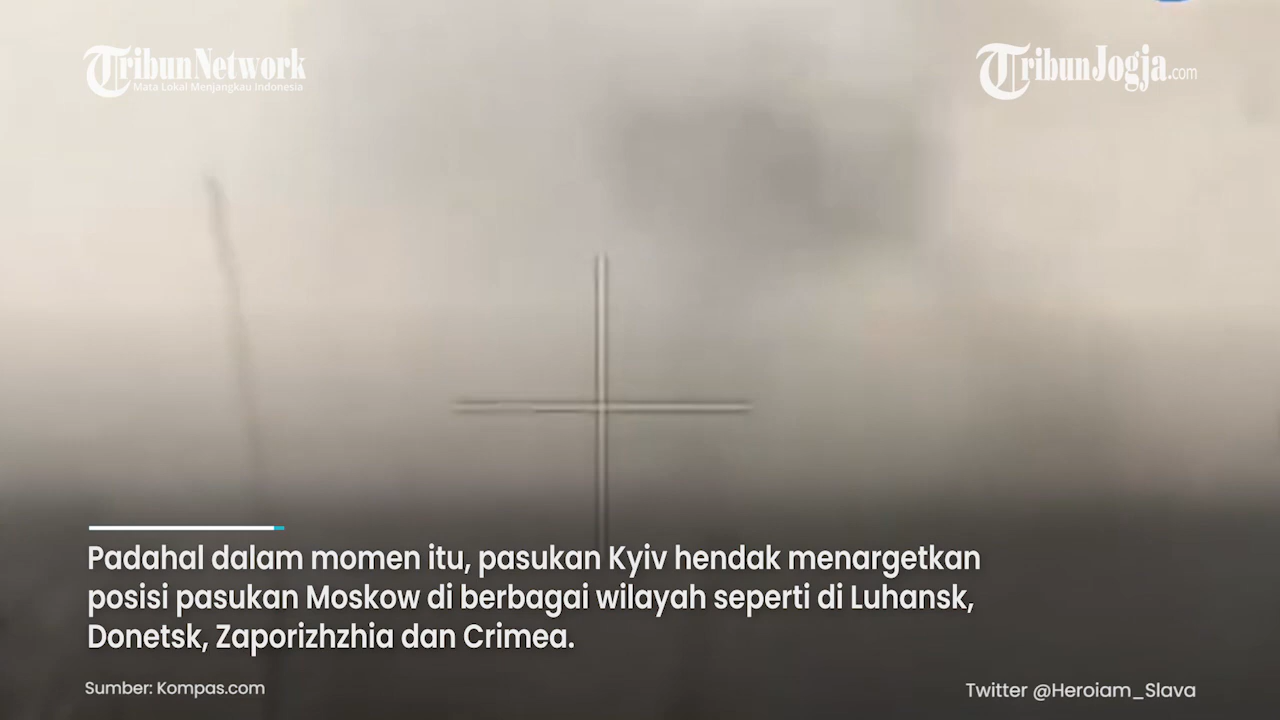 TribunNetwork
Mata Lokal Menjangkau Indonesia
TribunJogja.com
Padahal dalam momen itu, pasukan Kyiv hendak menargetkan
posisi pasukan Moskow di berbagai wilayah seperti di Luhansk,
Donetsk, Zaporizhzhia dan Crimea.
Sumber: Kompas.com
Twitter @Heroiam_Slava